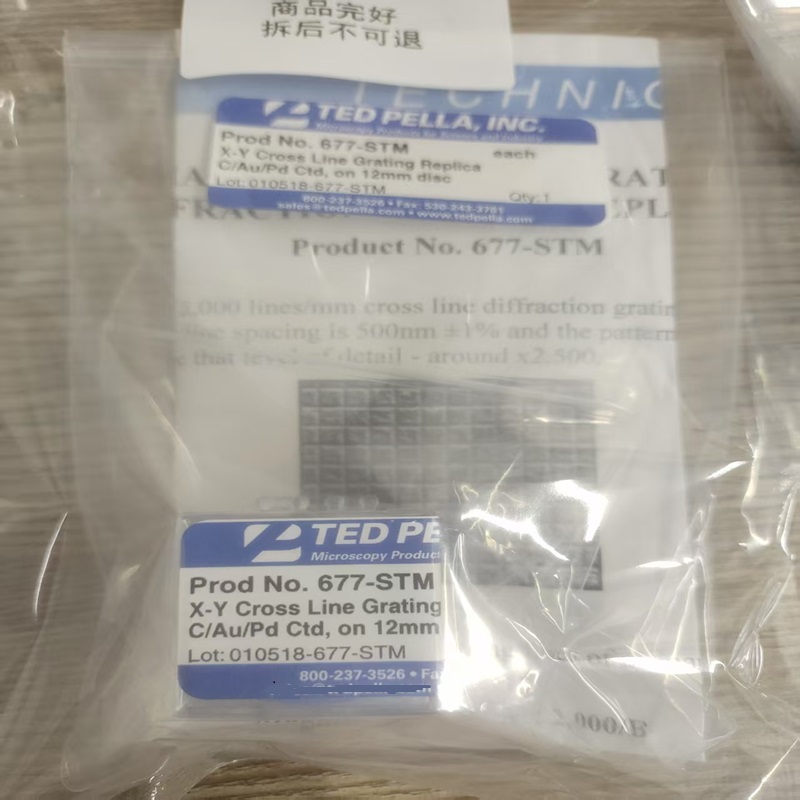 商品完好
拆后不可退
TECHNIC
TED PELLA, INC.
Microscopy Products for Science and Industry
Prod No. 677-STM each
X-Y Cross Line Grating Replica
C/Au/Pd Ctd, on 12mm disc
Lot: 010518-677-STM Qty:1
800-237-3526 • Fax: 530-243-3761
sales@tedpella.com • www.tedpella.com
Product No. 677-STM
,000 lines/mm cross line diffraction gratin
spacing is 500nm ±1% and the pattern
that level of detail - around x2,500.
TED PE
Microscopy Product
Prod No. 677-STM
X-Y Cross Line Grating
C/Au/Pd Ctd, on 12mm
Lot: 010518-677-STM
800-237-3526 • Fa